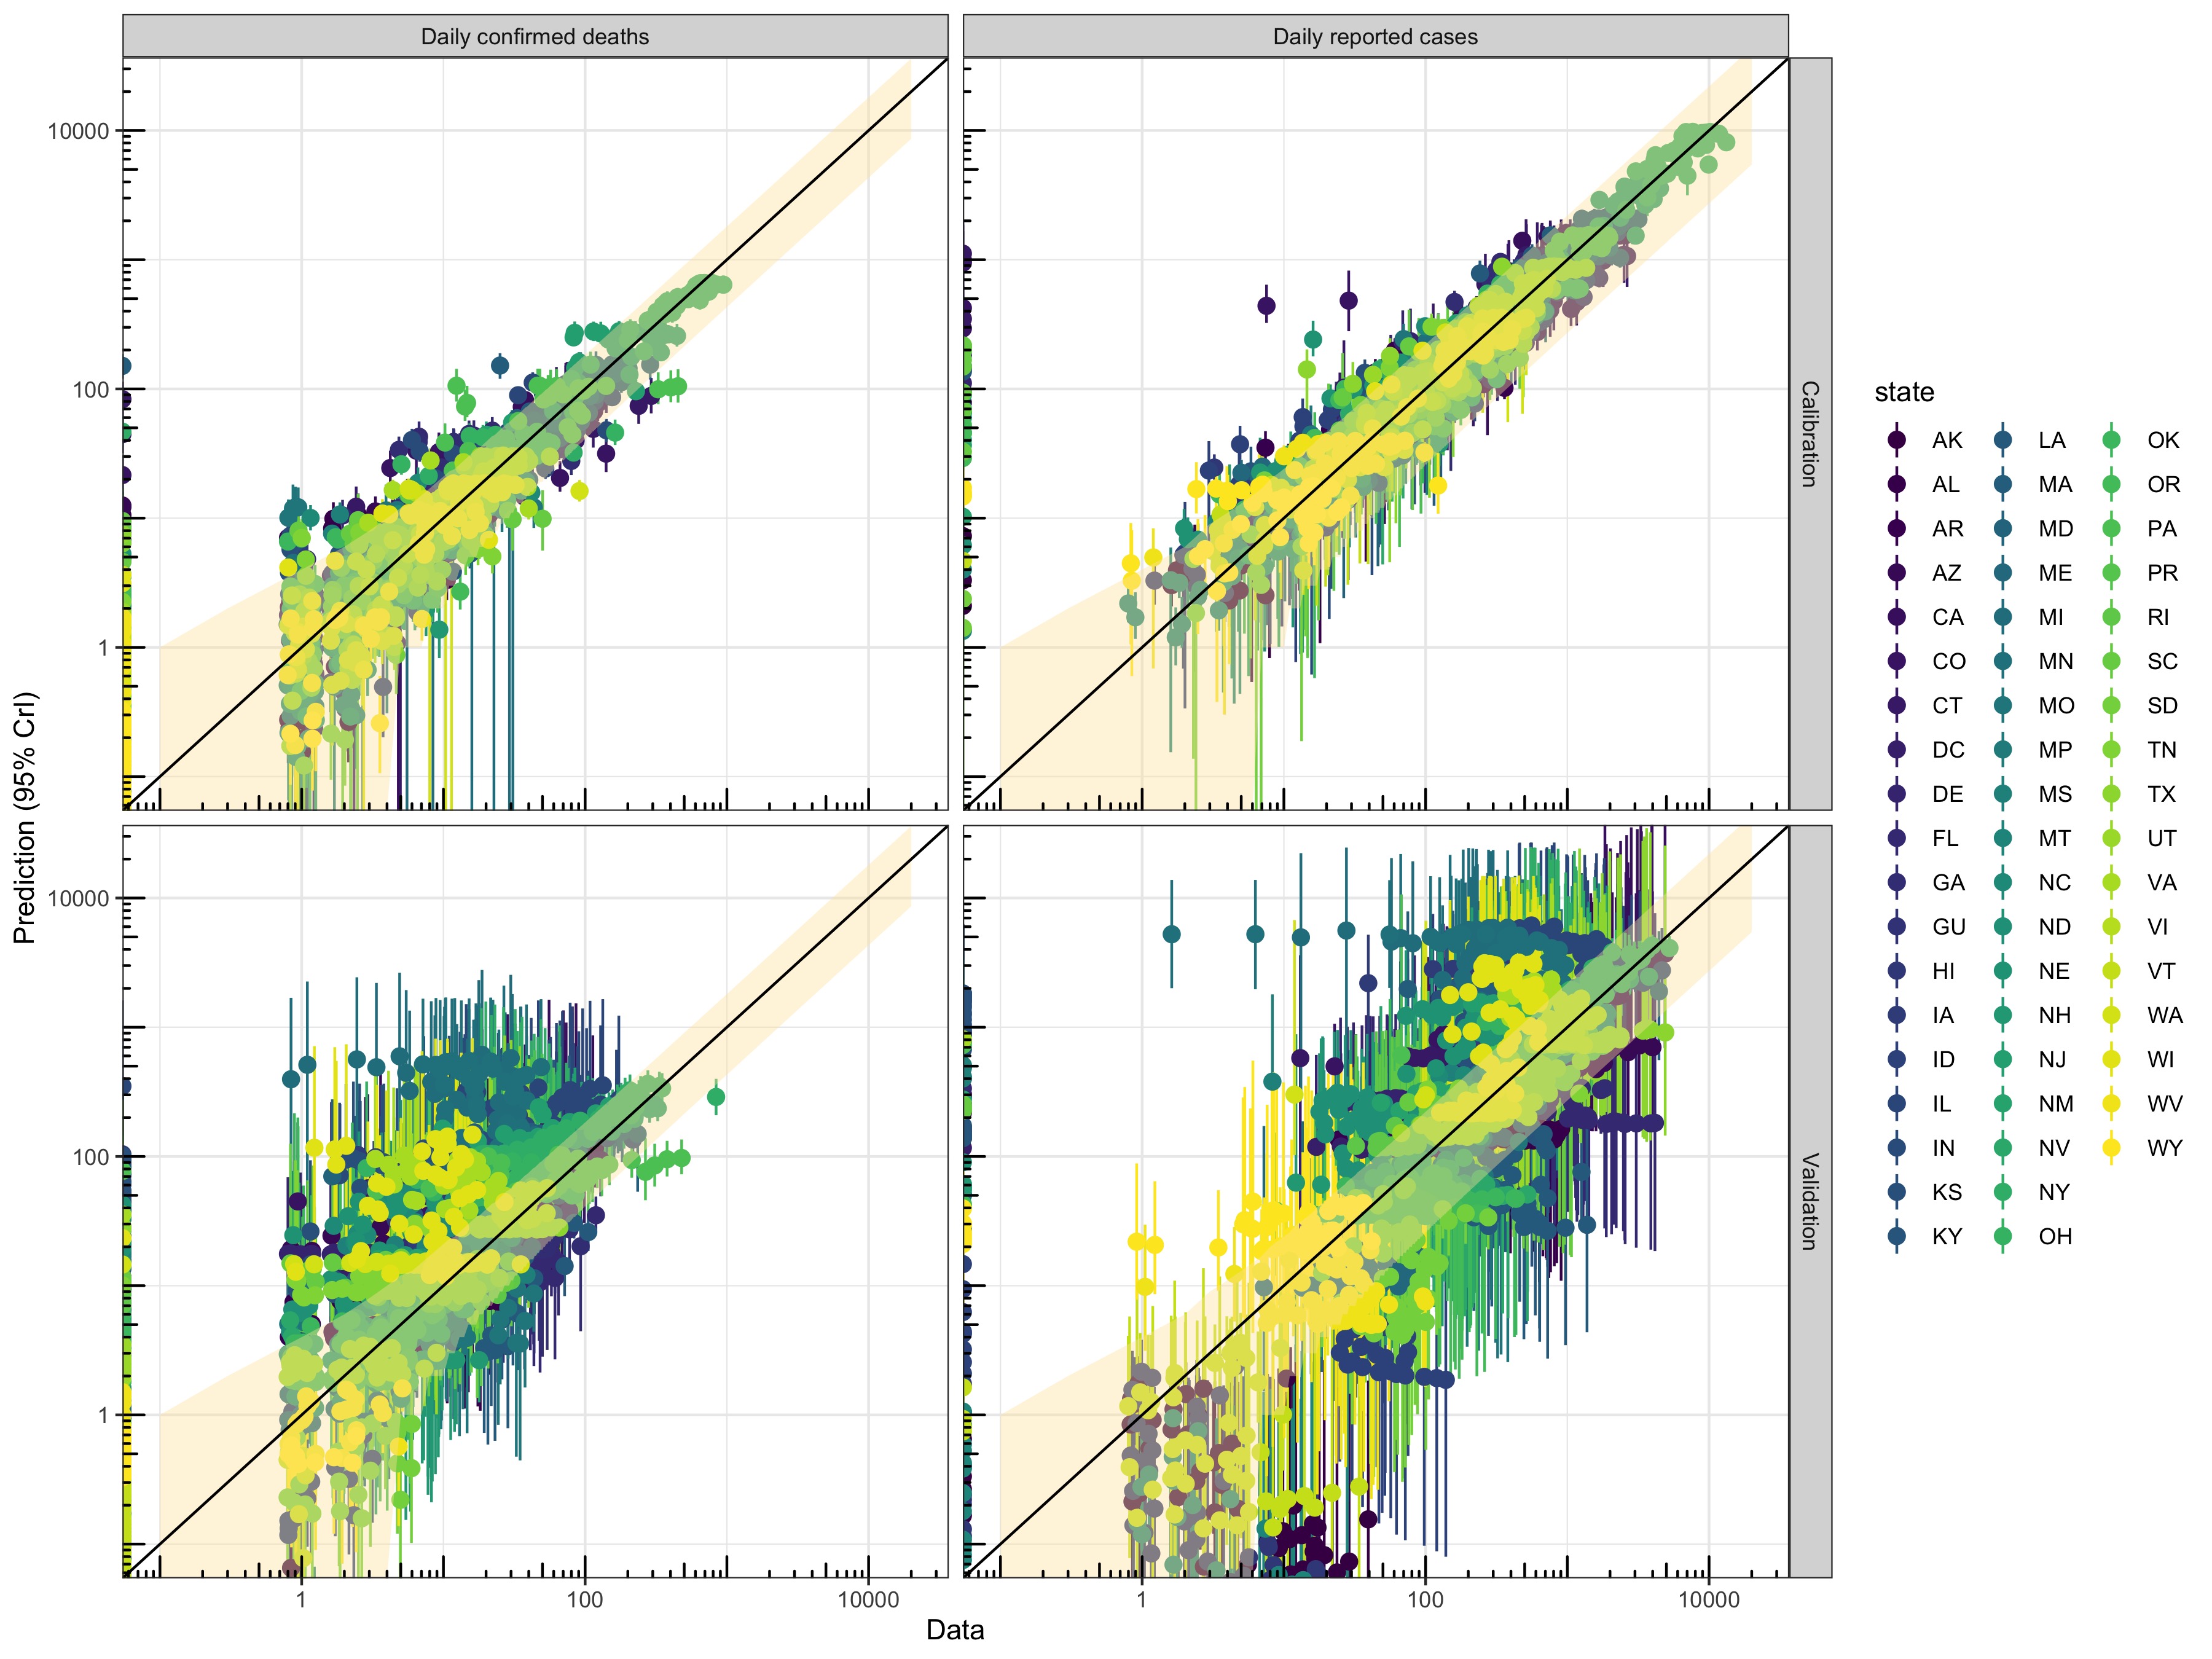 Daily confirmed deaths
Daily reported cases
Prediction (95% CrI)
10000
100
1
Calibration
10000
100
1
Validation
1
100
10000
1
100
10000
Data
state
AK
AL
AR
AZ
CA
CO
CT
DC
DE
FL
GA
GU
HI
IA
ID
IL
IN
KS
KY
LA
MA
MD
ME
MI
MN
MO
MP
MS
MT
NC
ND
NE
NH
NJ
NM
NV
NY
OH
OK
OR
PA
PR
RI
SC
SD
TN
TX
UT
VA
VI
VT
WA
WI
WV
WY